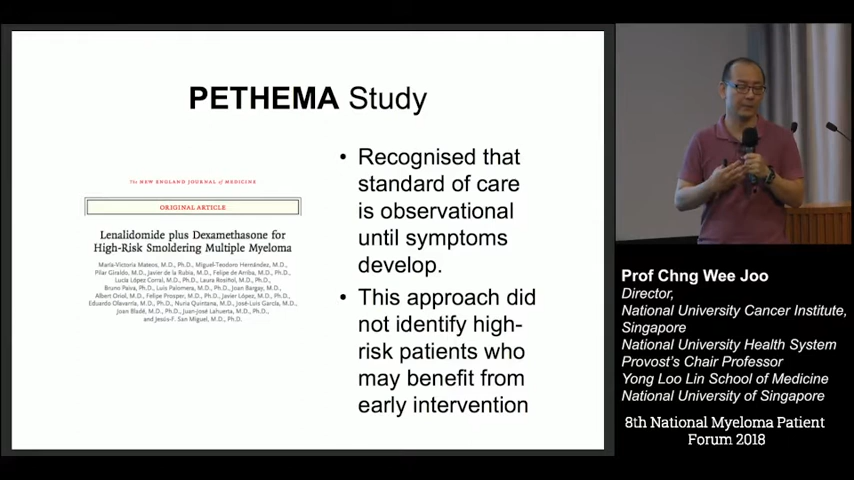 PETHEMA Study
The NEW ENGLAND JOURNAL of MEDICINE
ORIGINAL ARTICLE
Lenalidomide plus Dexamethasone for
High-Risk Smoldering Multiple Myeloma
María-Victoria Mateos, M.D., Ph.D., Miguel-Teodoro Hernández, M.D.,
Pilar Giraldo, M.D., Javier de la Rubia, M.D., Felipe de Arriba, M.D., Ph.D.,
Lucía López Corral, M.D., Ph.D., Laura Rosiñol, M.D., Ph.D.,
Bruno Paiva, Ph.D., Luis Palomera, M.D., Ph.D., Joan Bargay, M.D.,
Albert Oriol, M.D., Felipe Prosper, M.D., Ph.D., Javier López, M.D., Ph.D.,
Eduardo Olavarría, M.D., Ph.D., Nuria Quintana, M.D., José-Luis García, M.D.,
Joan Bladé, M.D., Ph.D., Juan-José Lahuerta, M.D., Ph.D.,
and Jesús-F. San Miguel, M.D., Ph.D.
• Recognised that
standard of care
is observational
until symptoms
develop.
• This approach did
not identify high-
risk patients who
may benefit from
early intervention
Prof Chng Wee Joo
Director,
National University Cancer Institute,
Singapore
National University Health System
Provost's Chair Professor
Yong Loo Lin School of Medicine
National University of Singapore
8th National Myeloma Patient
Forum 2018